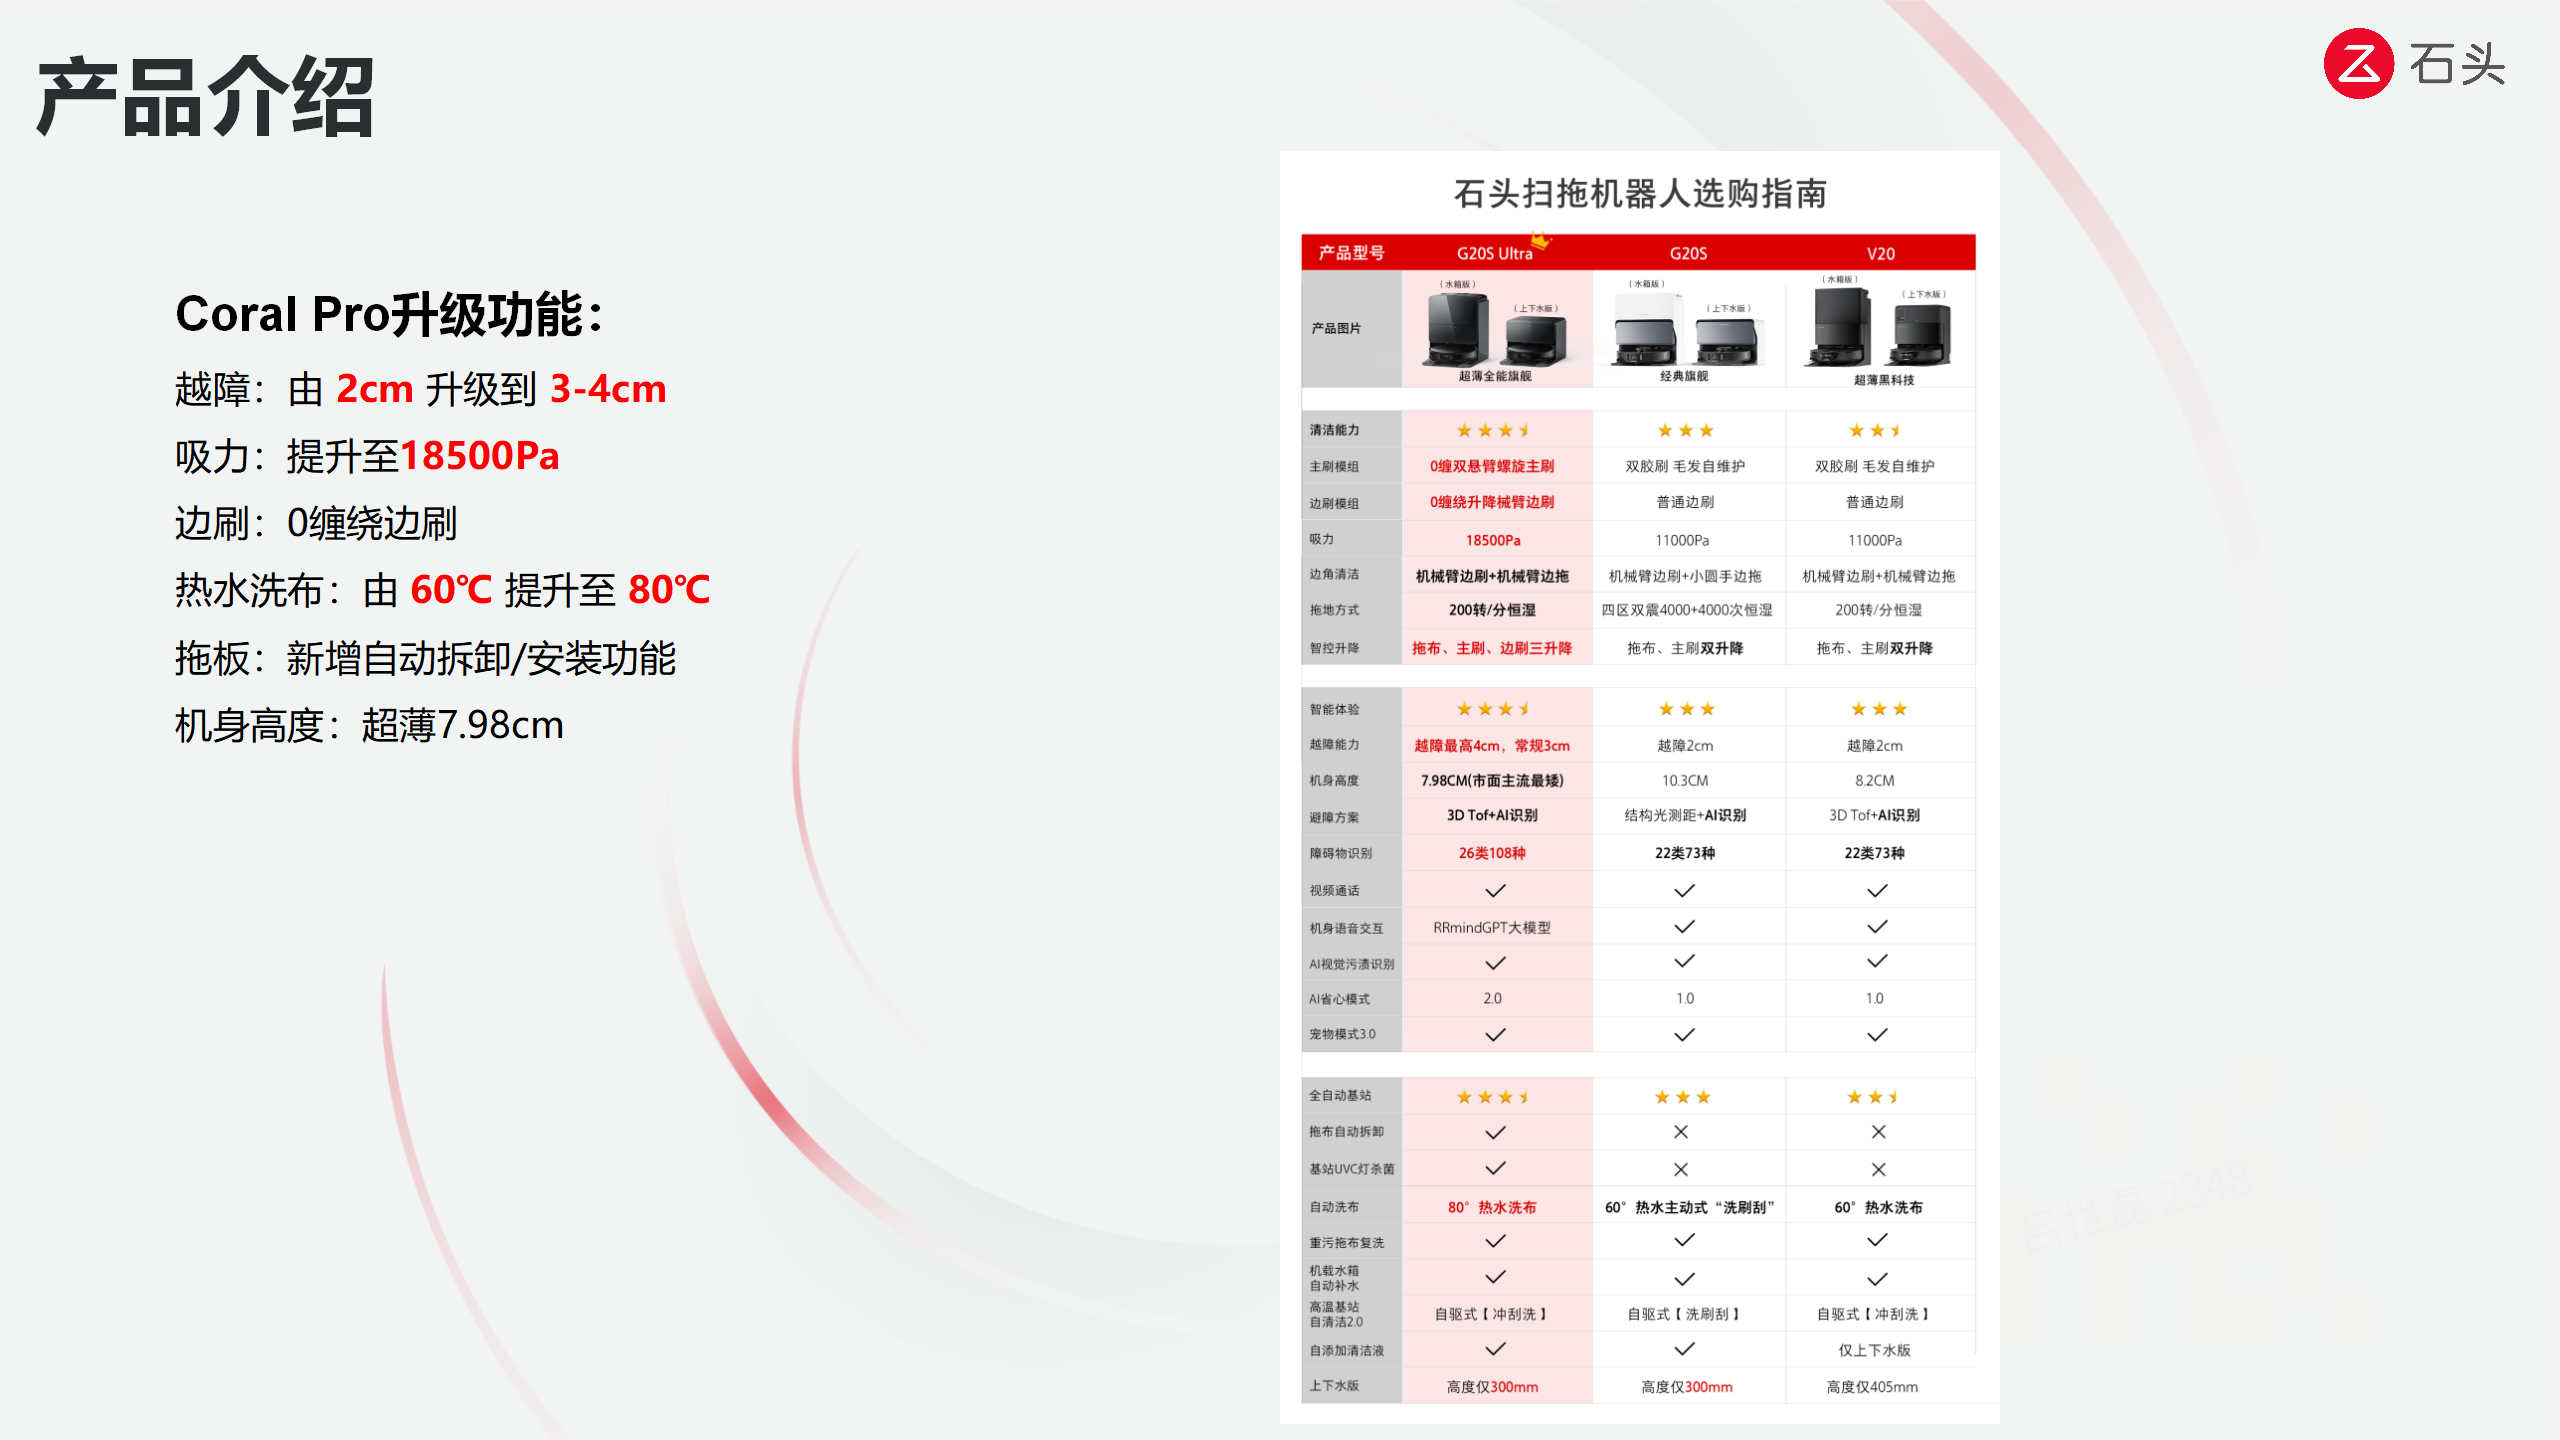 产品介绍
石头
Coral Pro升级功能：
越障：由 2cm 升级到 3-4cm
吸力：提升至18500Pa
边刷：0缠绕边刷
热水洗布：由 60℃ 提升至 80℃
拖板：新增自动拆卸/安装功能
机身高度：超薄7.98cm
石头扫拖机器人选购指南
产品型号 G20S Ultra G20S V20
产品图片 （水箱版） （上下水版） （水箱版） （上下水版） （水箱版） （上下水版）
超薄全能旗舰 经典旗舰 超薄黑科技
清洁能力
主刷模组 0缠双悬臂螺旋主刷 双胶刷 毛发自维护 双胶刷 毛发自维护
边刷模组 0缠绕升降械臂边刷 普通边刷 普通边刷
吸力 18500Pa 11000Pa 11000Pa
边角清洁 机械臂边刷+机械臂边拖 机械臂边刷+小圆手边拖 机械臂边刷+机械臂边拖
拖地方式 200转/分恒湿 四区双震4000+4000次恒湿 200转/分恒湿
智控升降 拖布、主刷、边刷三升降 拖布、主刷双升降 拖布、主刷双升降
智能体验
越障能力 越障最高4cm，常规3cm 越障2cm 越障2cm
机身高度 7.98CM(市面主流最矮) 10.3CM 8.2CM
避障方案 3D Tof+AI识别 结构光测距+AI识别 3D Tof+AI识别
障碍物识别 26类108种 22类73种 22类73种
视频通话
机身语音交互 RRmindGPT大模型
AI视觉污渍识别
AI省心模式 2.0 1.0 1.0
宠物模式3.0
全自动基站
拖布自动拆卸
基站UVC灯杀菌
自动洗布 80°热水洗布 60°热水主动式“洗刷刮” 60°热水洗布
重污拖布复洗
机载水箱
自动补水
高温基站
自清洁2.0 自驱式【冲刮洗】 自驱式【洗刷刮】 自驱式【冲刮洗】
自添加清洁液 仅上下水版
上下水版 高度仅300mm 高度仅300mm 高度仅405mm